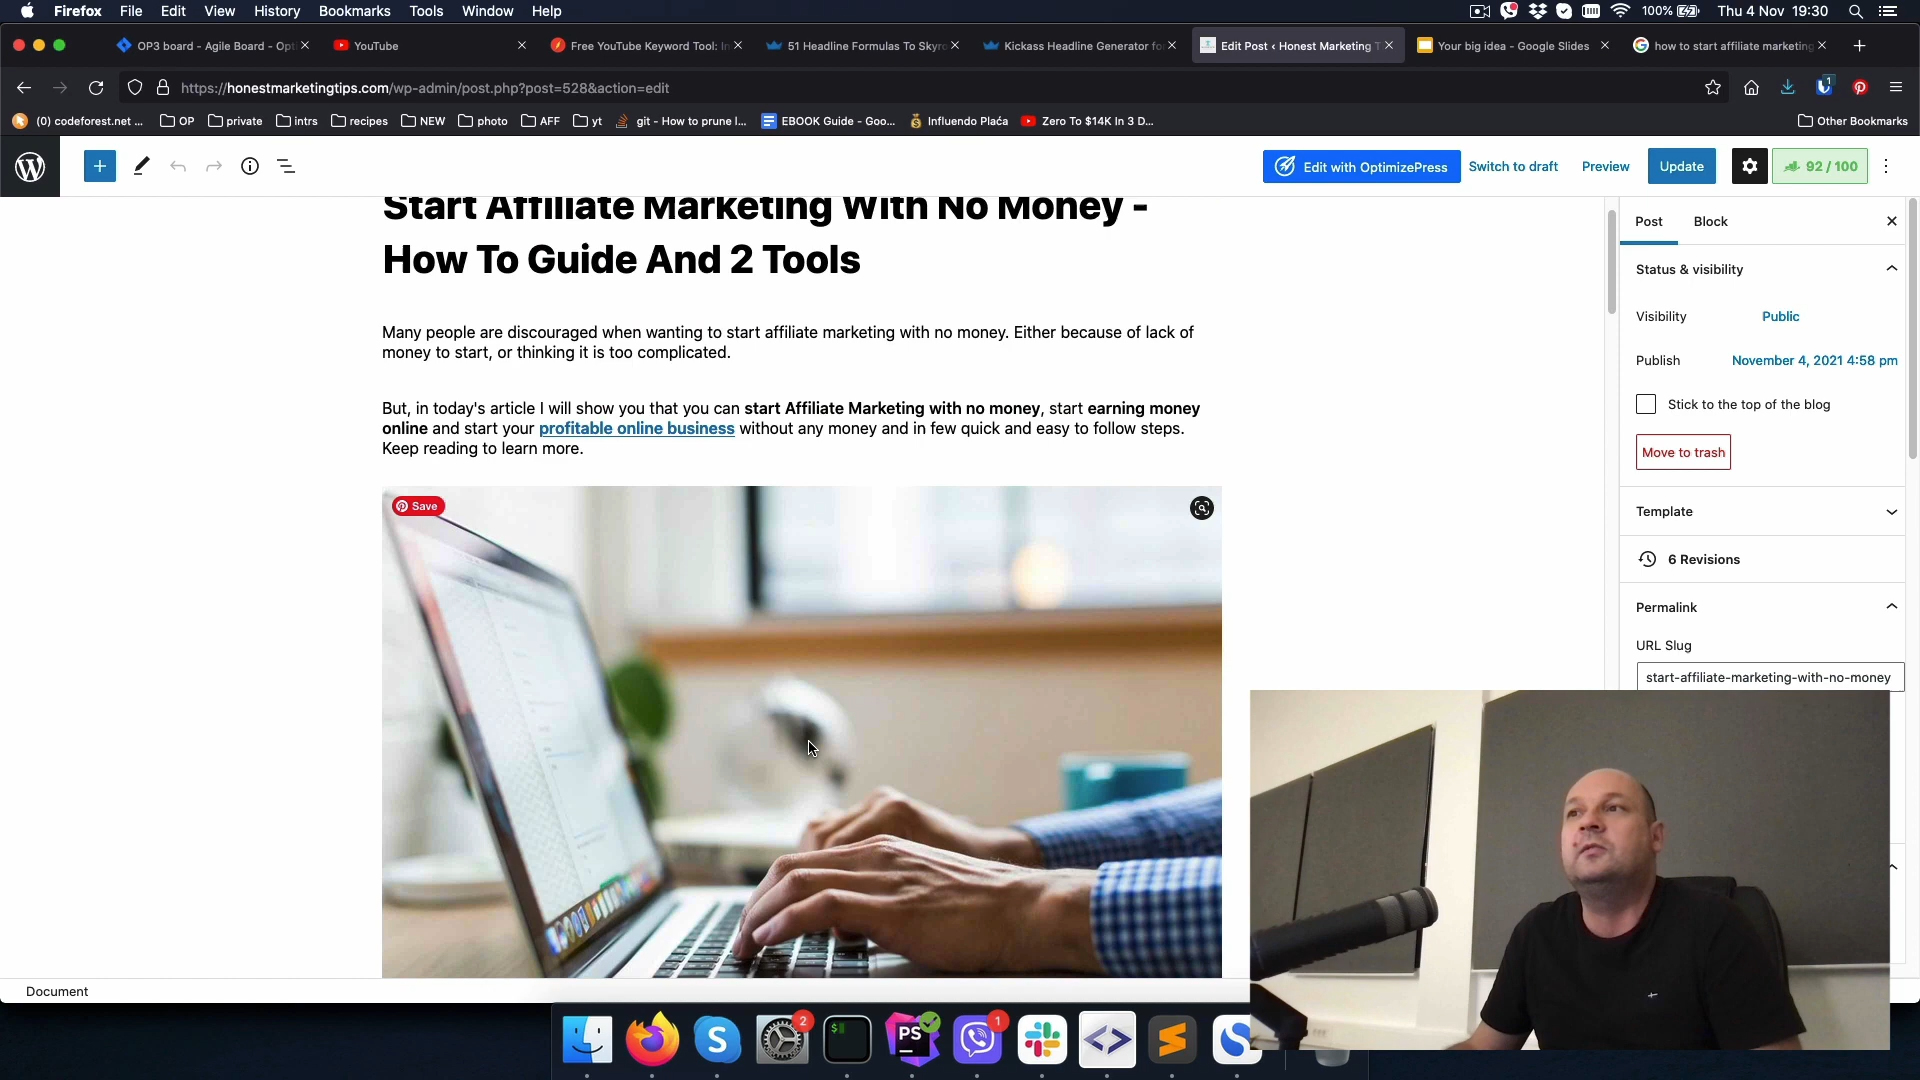 Firefox File Edit View History Bookmarks Tools Window Help 100% Thu 4 Nov 19:30
OP3 board - Agile Board - Opti YouTube Free YouTube Keyword Tool: In 51 Headline Formulas To Skyro Kickass Headline Generator fo Edit Post ‹ Honest Marketing T Your big idea - Google Slides how to start affiliate marketing
https://honestmarketingtips.com/wp-admin/post.php?post=528&action=edit 1
(0) codeforest.net ... OP private intrs recipes NEW photo AFF yt git - How to prune l... EBOOK Guide - Goo... Influendo Plaća Zero To $14K In 3 D... Other Bookmarks
Edit with OptimizePress Switch to draft Preview Update 92 / 100
Start Affiliate Marketing With No Money -
How To Guide And 2 Tools
Many people are discouraged when wanting to start affiliate marketing with no money. Either because of lack of
money to start, or thinking it is too complicated.
But, in today's article I will show you that you can start Affiliate Marketing with no money, start earning money
online and start your profitable online business without any money and in few quick and easy to follow steps.
Keep reading to learn more.
Save
Post Block
Status & visibility
Visibility Public
Publish November 4, 2021 4:58 pm
Stick to the top of the blog
Move to trash
Template
6 Revisions
Permalink
URL Slug
start-affiliate-marketing-with-no-money
Document
2
PS
1